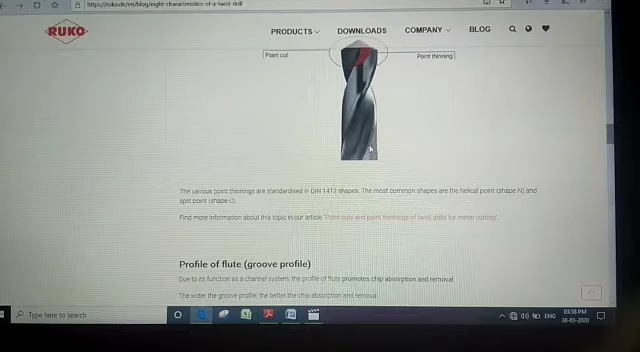 https://ruko.de/en/blog/eight-characteristics-of-a-twist-drill
RUKO
PRODUCTS
DOWNLOADS
COMPANY
BLOG
Point cut
Point thinning
The various point thinnings are standardised in DIN 1412 shapes. The most common shapes are the helical point (shape N) and
split point (shape C).
Find more information about this topic in our article "Point cuts and point thinnings of twist drills for metal cutting".
Profile of flute (groove profile)
Due to its function as a channel system, the profile of flute promotes chip absorption and removal.
The wider the groove profile, the better the chip absorption and removal.
Type here to search
ENG
03:38 PM
30-03-2020